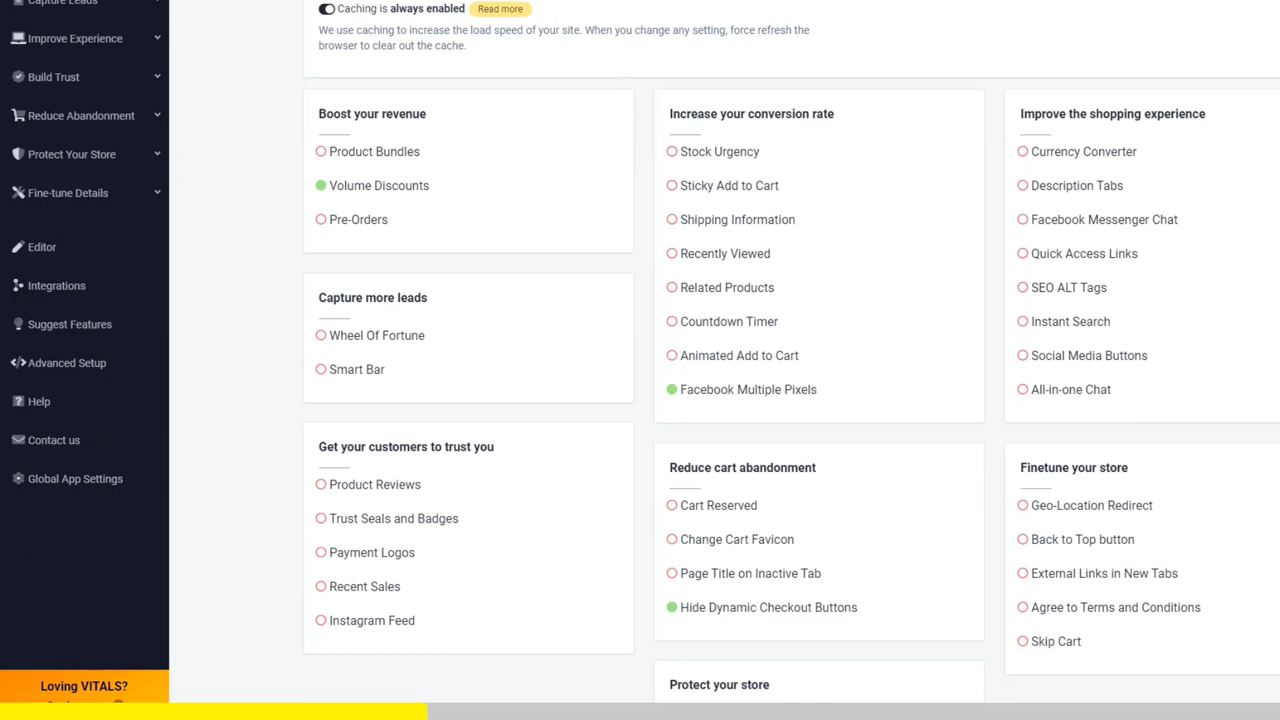 Capture Leads
Improve Experience
Build Trust
Reduce Abandonment
Protect Your Store
Fine-tune Details
Editor
Integrations
Suggest Features
Advanced Setup
Help
Contact us
Global App Settings
Loving VITALS?
Caching is always enabled Read more
We use caching to increase the load speed of your site. When you change any setting, force refresh the
browser to clear out the cache.
Boost your revenue
Product Bundles
Volume Discounts
Pre-Orders
Capture more leads
Wheel Of Fortune
Smart Bar
Get your customers to trust you
Product Reviews
Trust Seals and Badges
Payment Logos
Recent Sales
Instagram Feed
Increase your conversion rate
Stock Urgency
Sticky Add to Cart
Shipping Information
Recently Viewed
Related Products
Countdown Timer
Animated Add to Cart
Facebook Multiple Pixels
Reduce cart abandonment
Cart Reserved
Change Cart Favicon
Page Title on Inactive Tab
Hide Dynamic Checkout Buttons
Protect your store
Improve the shopping experience
Currency Converter
Description Tabs
Facebook Messenger Chat
Quick Access Links
SEO ALT Tags
Instant Search
Social Media Buttons
All-in-one Chat
Finetune your store
Geo-Location Redirect
Back to Top button
External Links in New Tabs
Agree to Terms and Conditions
Skip Cart